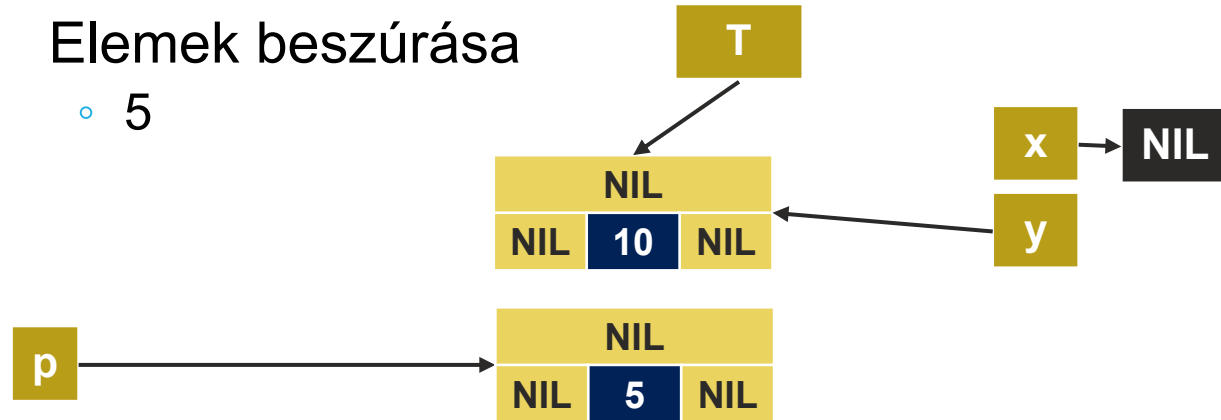 Elemek beszúrása
◦ 5
T
x
NIL
y
NIL
NIL 10 NIL
p
NIL
NIL 5 NIL